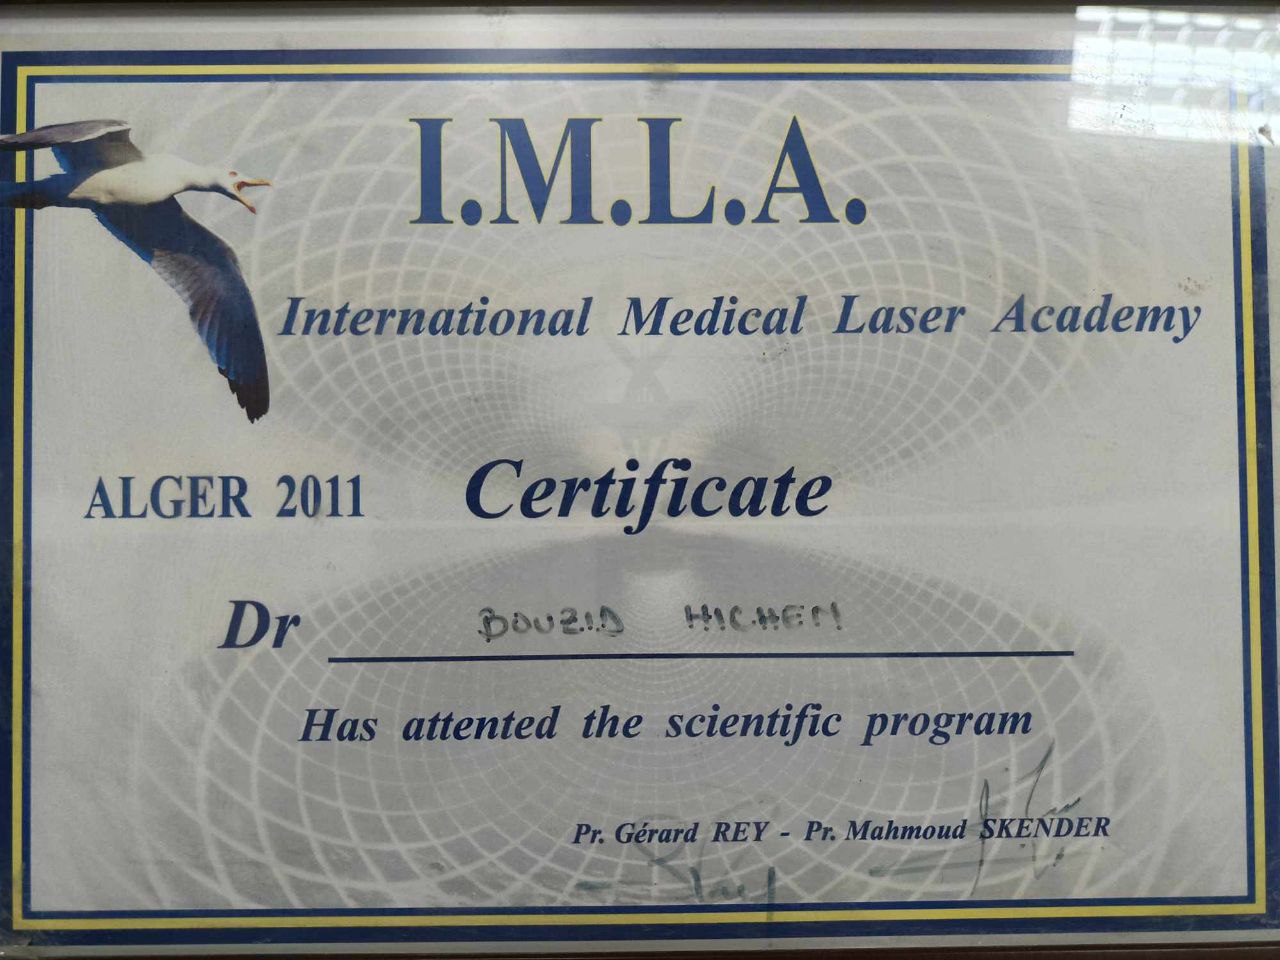 I.M.L.A.
International Medical Laser Academy
ALGER 2011 Certificate
Dr BOUZID HICHEM
Has attented the scientific program
Pr. Gérard REY - Pr. Mahmoud SKENDER